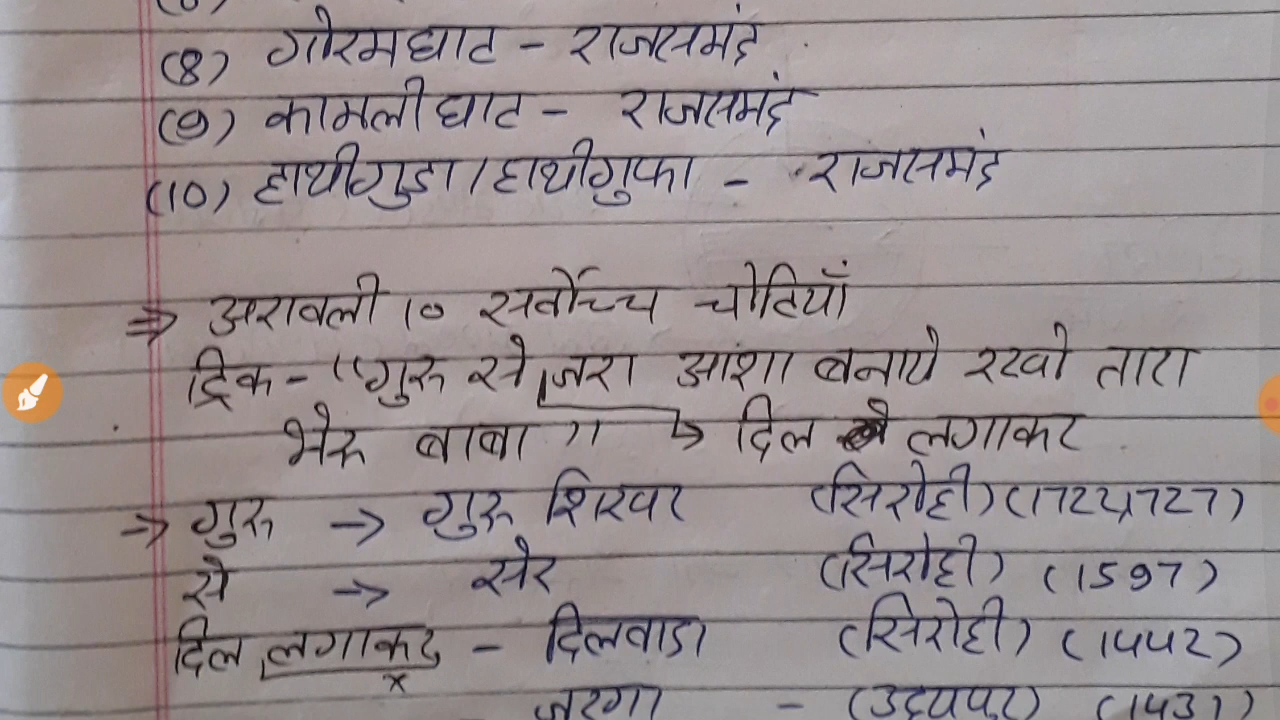 (8) गोरमघाट - राजसमंद
(9) कामलीघाट - राजसमंद
(10) हाथीगुडा / हाथीगुफा - राजसमंद
⇒ अरावली 10 सर्वोच्च चोटियाँ
ट्रिक - "गुरु से जरा आंशा बनाये रखो तारा
भेरु बाबा" ↳ दिल लगाकर
⇒ गुरु → गुरु शिखर (सिरोही) (1722/1727)
से → सेर (सिरोही) (1597)
दिल लगाकर - दिलवाडा (सिरोही) (1442)
x
जरगा - (उदयपुर) (1431)